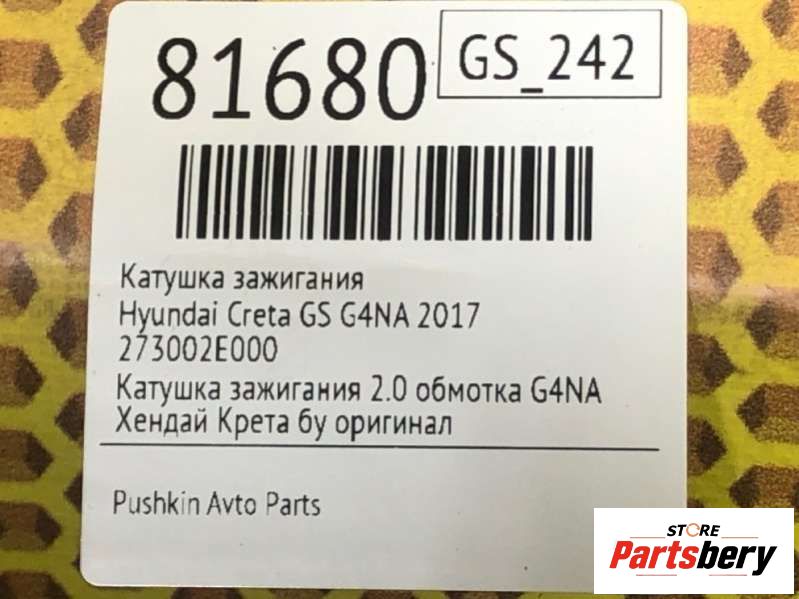 81680
GS_242
Катушка зажигания
Hyundai Creta GS G4NA 2017
273002E000
Катушка зажигания 2.0 обмотка G4NA
Хендай Крета бу оригинал
Pushkin Avto Parts
STORE
Partsbery